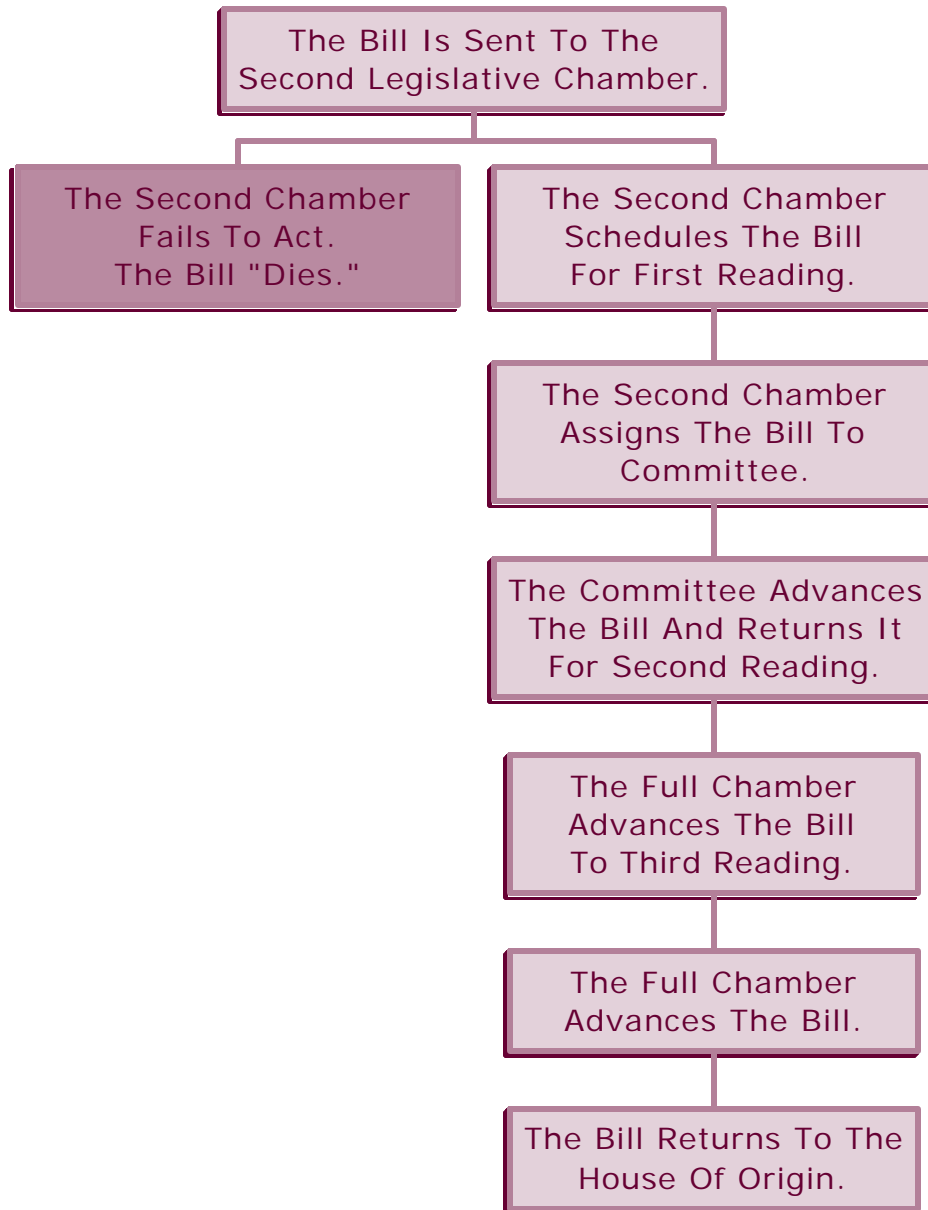 The Bill Is Sent To The
Second Legislative Chamber.
The Second Chamber
Fails To Act.
The Bill "Dies."
The Second Chamber
Schedules The Bill
For First Reading.
The Second Chamber
Assigns The Bill To
Committee.
The Committee Advances
The Bill And Returns It
For Second Reading.
The Full Chamber
Advances The Bill
To Third Reading.
The Full Chamber
Advances The Bill.
The Bill Returns To The
House Of Origin.